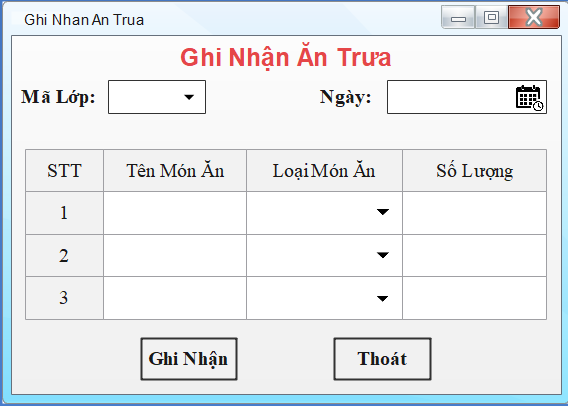 Ghi Nhan An Trua
Ghi Nhận Ăn Trưa
Mã Lớp: Ngày:
STT Tên Món Ăn Loại Món Ăn Số Lượng
1
2
3
Ghi Nhận Thoát